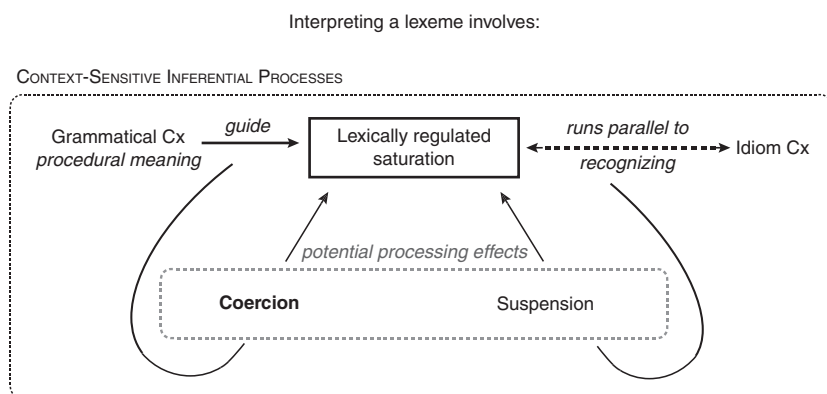 Interpreting a lexeme involves:
CONTEXT-SENSITIVE INFERENTIAL PROCESSES
Grammatical Cx
procedural meaning
guide
Lexically regulated
saturation
runs parallel to
recognizing
Idiom Cx
potential processing effects
Coercion
Suspension